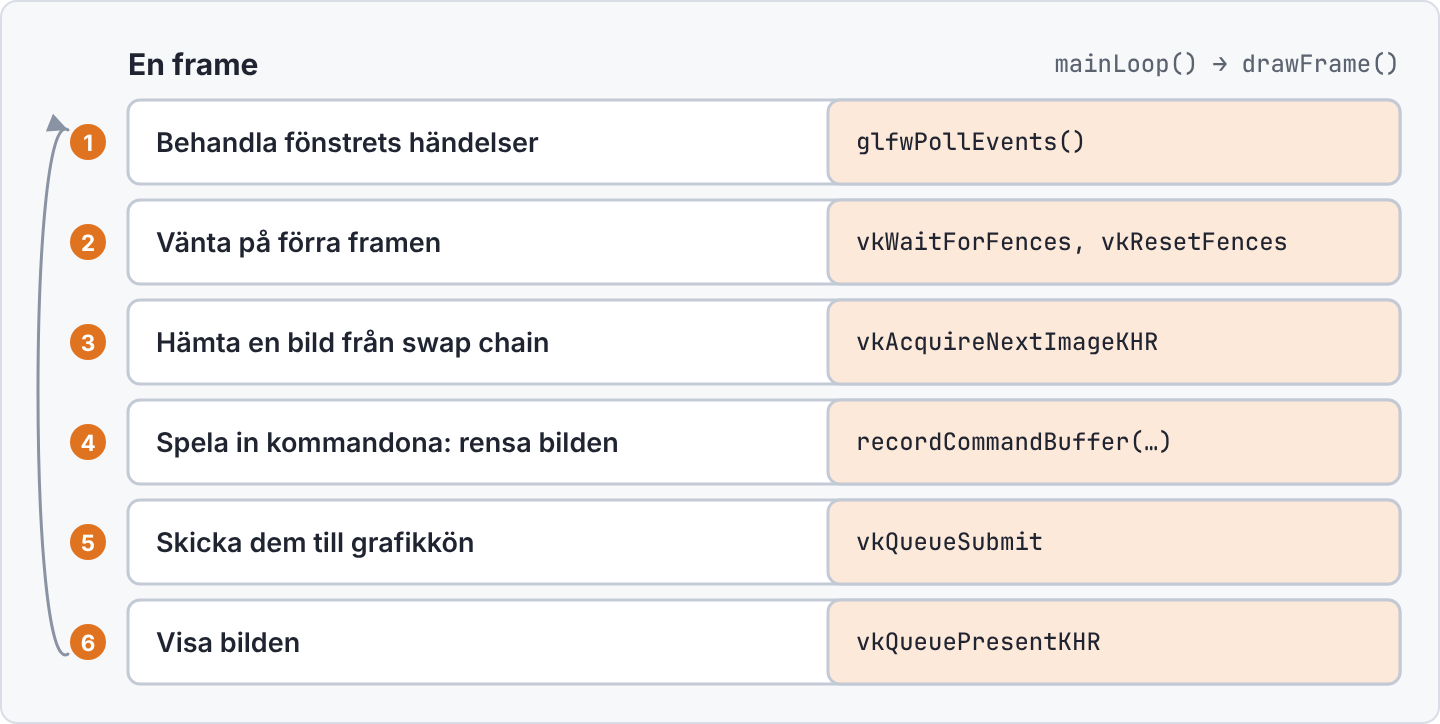 En frame
mainLoop() → drawFrame()
1 Behandla fönstrets händelser glfwPollEvents()
2 Vänta på förra framen vkWaitForFences, vkResetFences
3 Hämta en bild från swap chain vkAcquireNextImageKHR
4 Spela in kommandona: rensa bilden recordCommandBuffer(…)
5 Skicka dem till grafikkön vkQueueSubmit
6 Visa bilden vkQueuePresentKHR